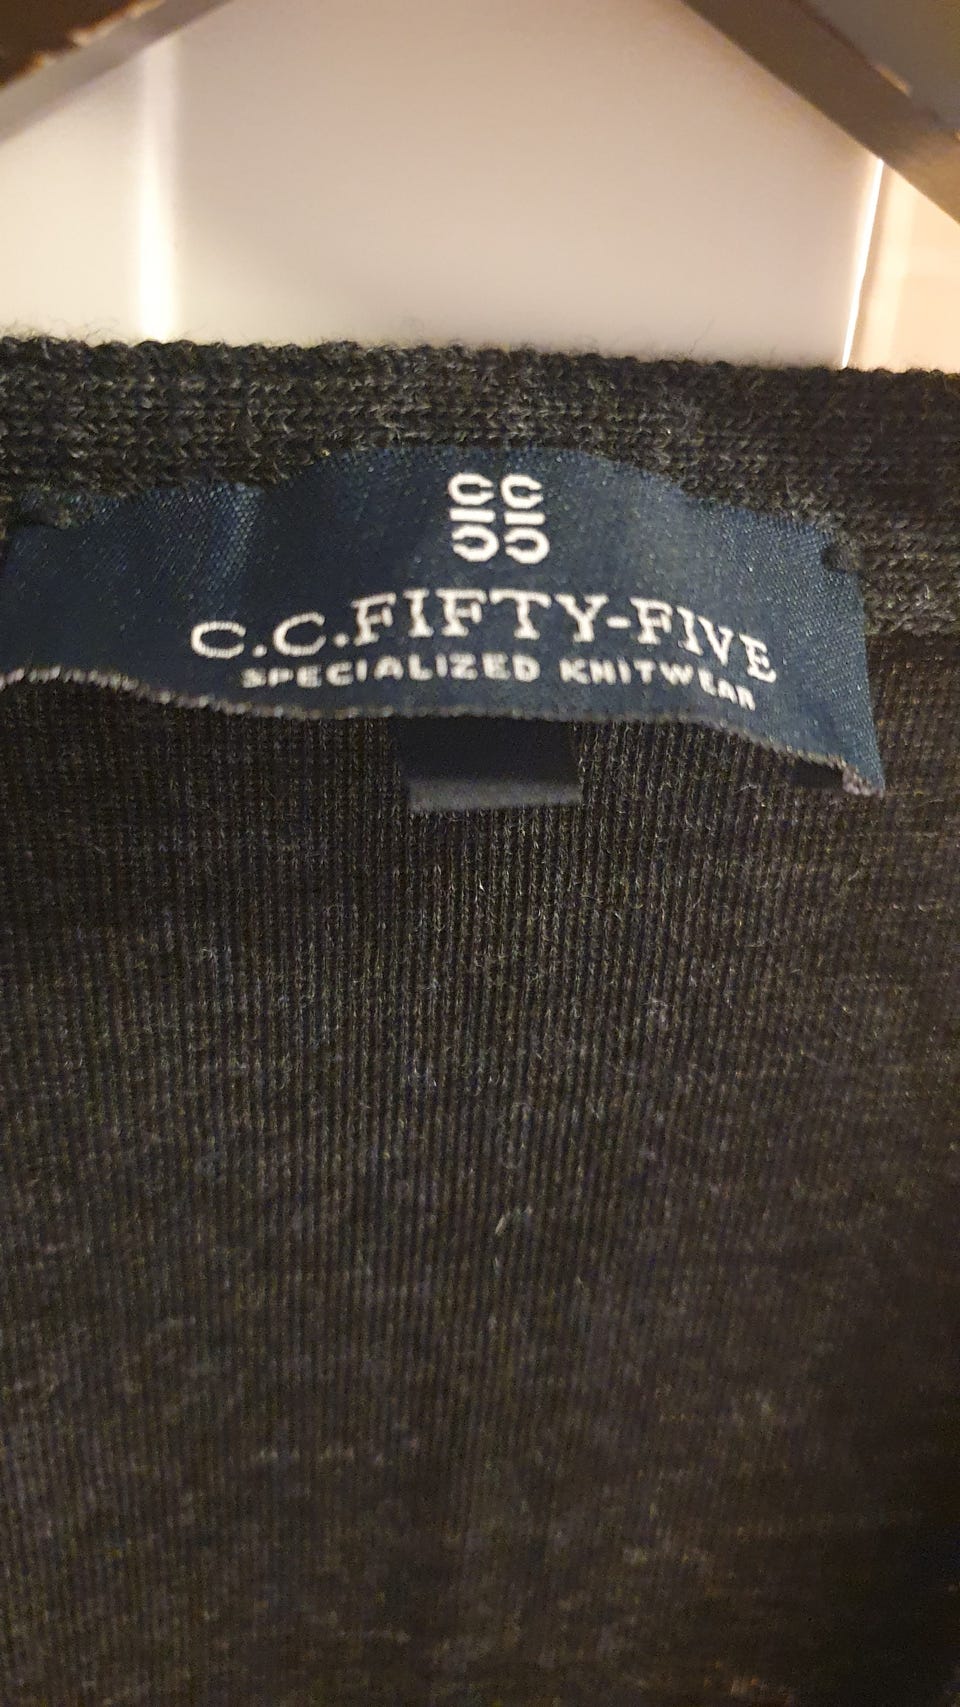 CC
55
C.C.FIFTY-FIVE
SPECIALIZED KNITWEAR